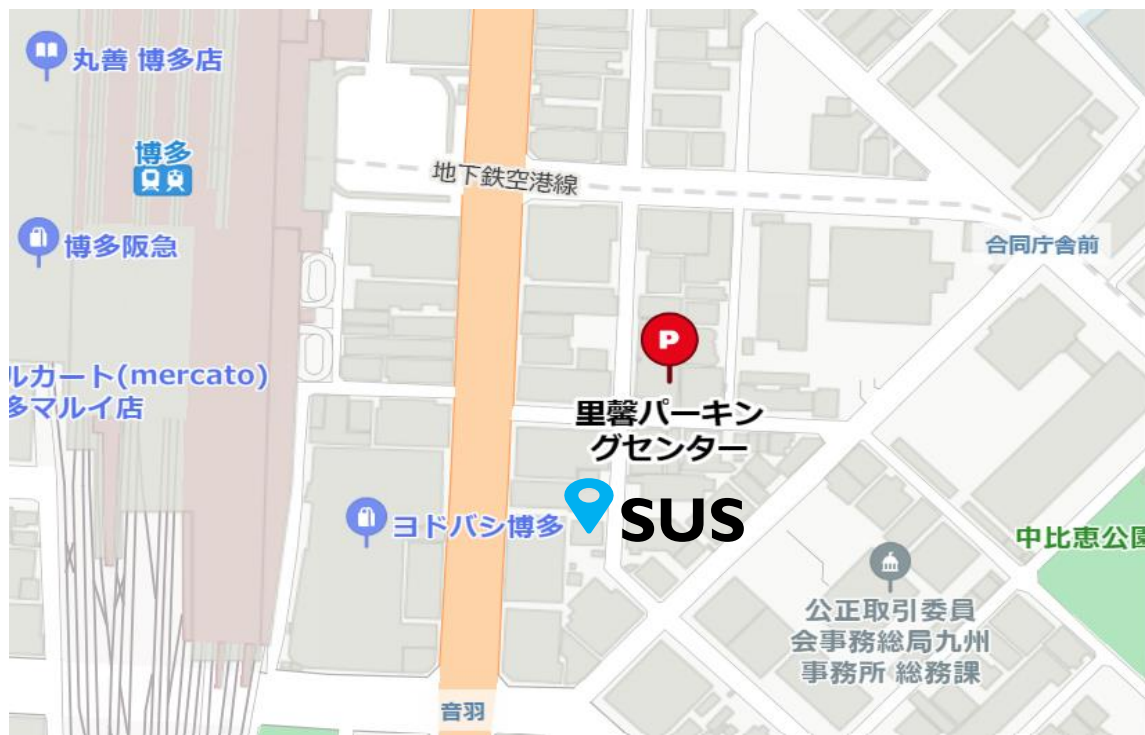 丸善 博多店
博多
地下鉄空港線
博多阪急
合同庁舎前
P
ルカート(mercato)
多マルイ店
里馨パーキン
グセンター
ヨドバシ博多
SUS
中比恵公園
公正取引委員
会事務総局九州
事務所 総務課
音羽